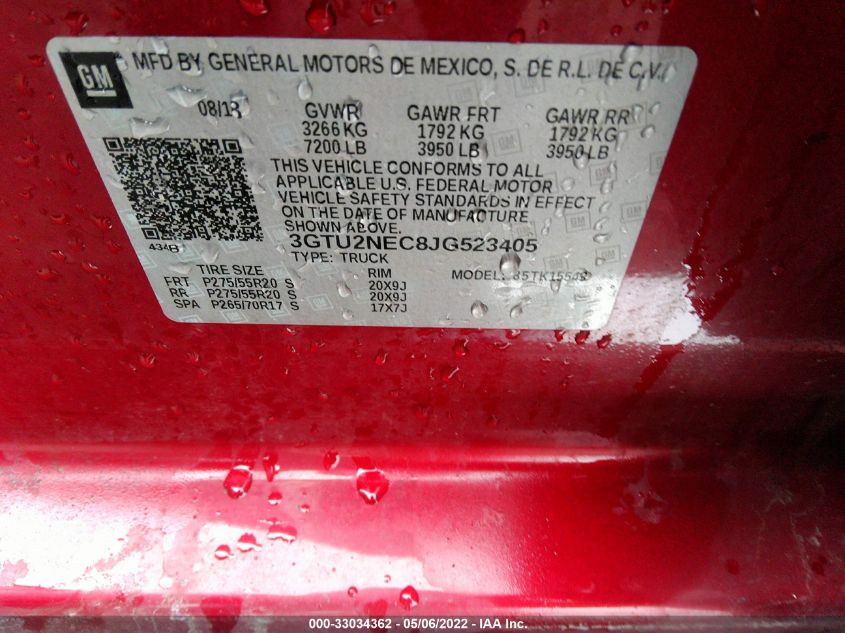 GM
MFD BY GENERAL MOTORS DE MEXICO, S. DE R.L. DE C.V.
08/18 GVWR GAWR FRT GAWR RR
3266 KG 1792 KG 1792 KG
7200 LB 3950 LB 3950 LB
THIS VEHICLE CONFORMS TO ALL
APPLICABLE U.S. FEDERAL MOTOR
VEHICLE SAFETY STANDARDS IN EFFECT
ON THE DATE OF MANUFACTURE
SHOWN ABOVE.
434B 3GTU2NEC8JG523405
TYPE: TRUCK
TIRE SIZE RIM MODEL:
FRT P275/55R20 S 20X9J
RR P275/55R20 S 20X9J
SPA P265/70R17 S 17X7J
000-33034362 - 05/06/2022 - IAA Inc.